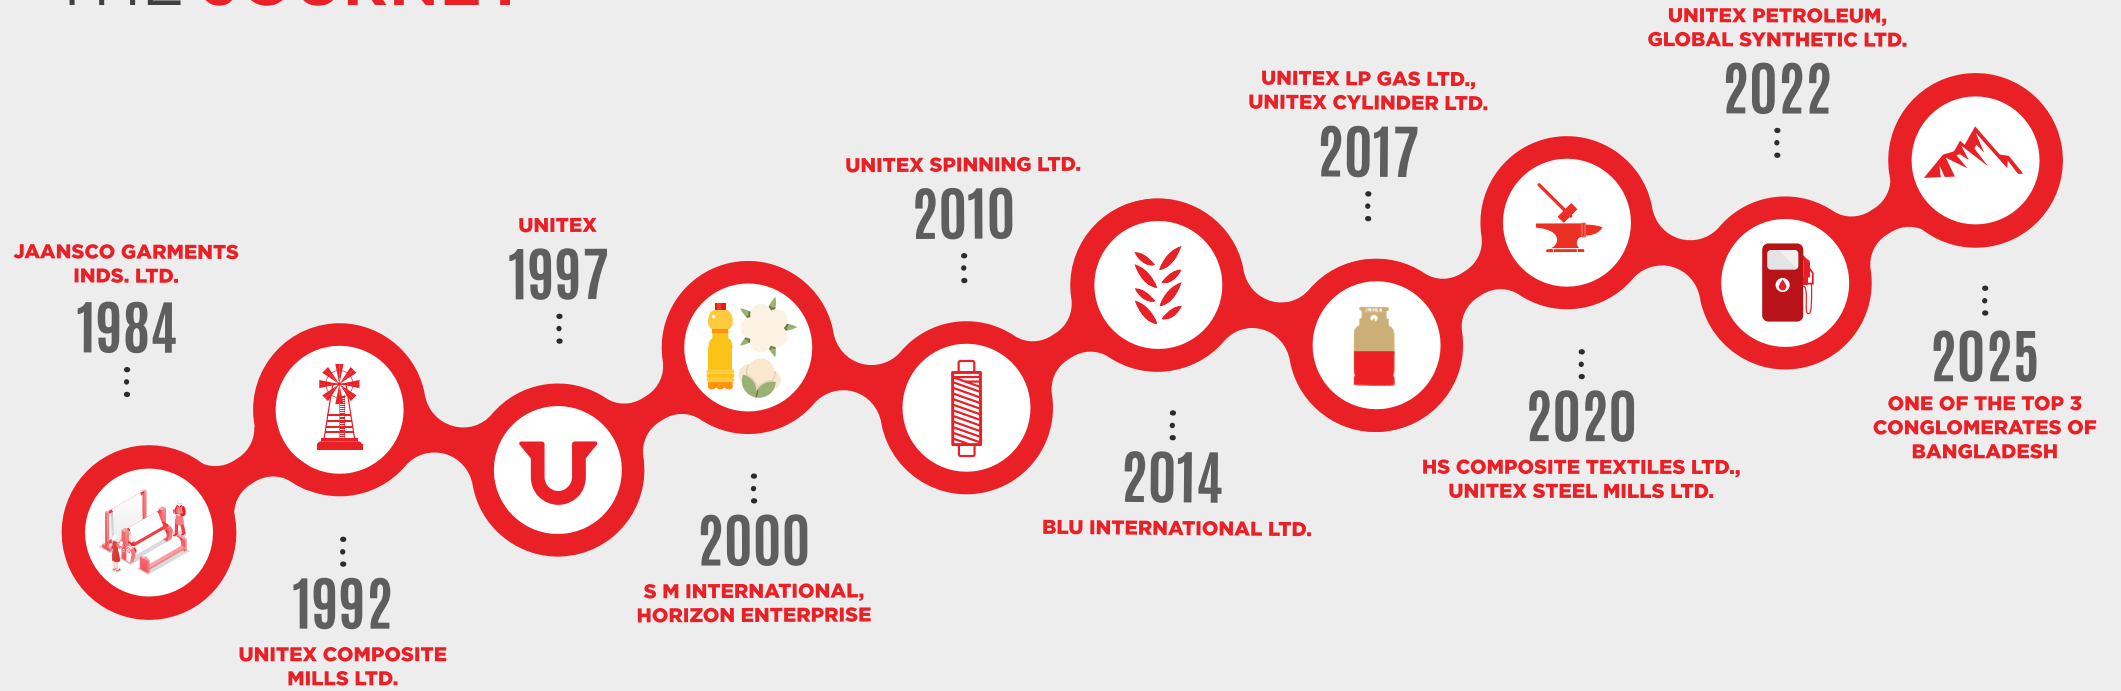 THE JOURNEY
JAANSCO GARMENTS
INDS. LTD.
1984
1992
UNITEX COMPOSITE
MILLS LTD.
UNITEX
1997
2000
S M INTERNATIONAL,
HORIZON ENTERPRISE
UNITEX SPINNING LTD.
2010
2014
BLU INTERNATIONAL LTD.
UNITEX LP GAS LTD.,
UNITEX CYLINDER LTD.
2017
2020
HS COMPOSITE TEXTILES LTD.,
UNITEX STEEL MILLS LTD.
UNITEX PETROLEUM,
GLOBAL SYNTHETIC LTD.
2022
2025
ONE OF THE TOP 3
CONGLOMERATES OF
BANGLADESH